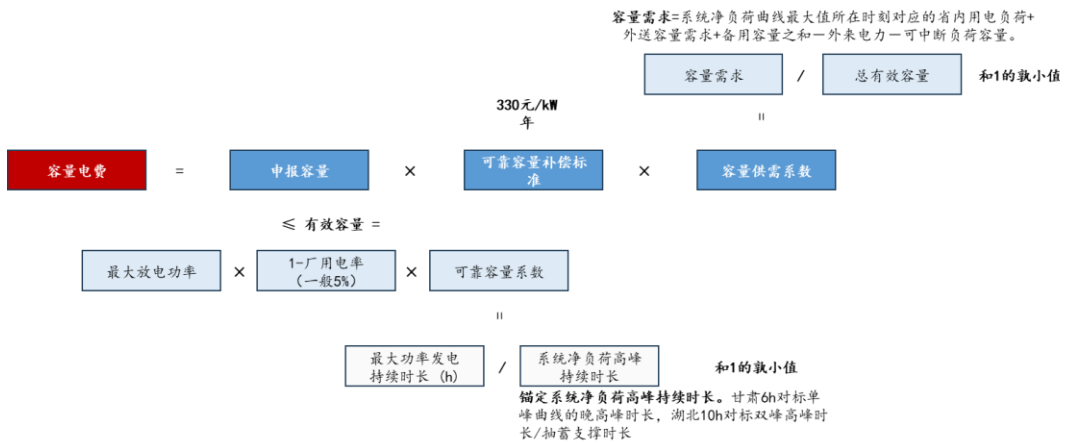 容量需求=系统净负荷曲线最大值所在时刻对应的省内用电负荷+
外送容量需求+备用容量之和－外来电力－可中断负荷容量。
容量需求 / 总有效容量 和1的孰小值
=
330元/kW
年
容量电费 = 申报容量 × 可靠容量补偿标
准 × 容量供需系数
≤ 有效容量 =
最大放电功率 × 1-厂用电率
（一般5%） × 可靠容量系数
=
最大功率发电
持续时长 (h) / 系统净负荷高峰
持续时长 和1的孰小值
锚定系统净负荷高峰持续时长。甘肃6h对标单
峰曲线的晚高峰时长，湖北10h对标双峰高峰时
长/抽蓄支撑时长